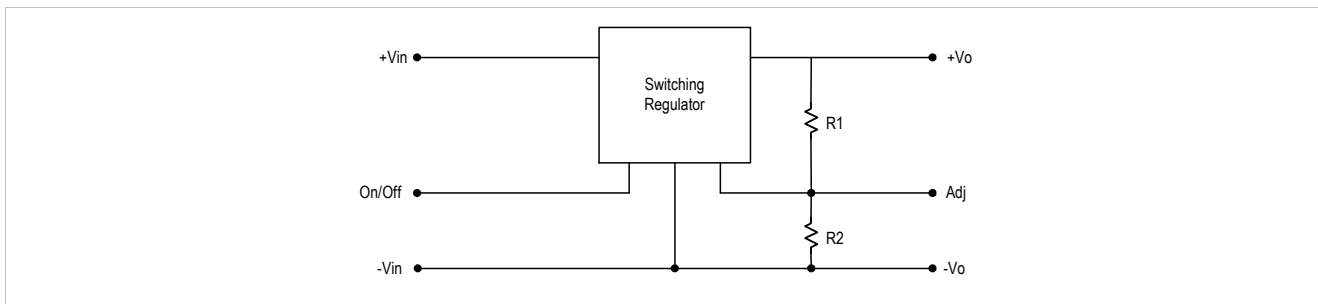 +Vin
Switching
Regulator
+Vo
R1
On/Off
Adj
R2
-Vin
-Vo